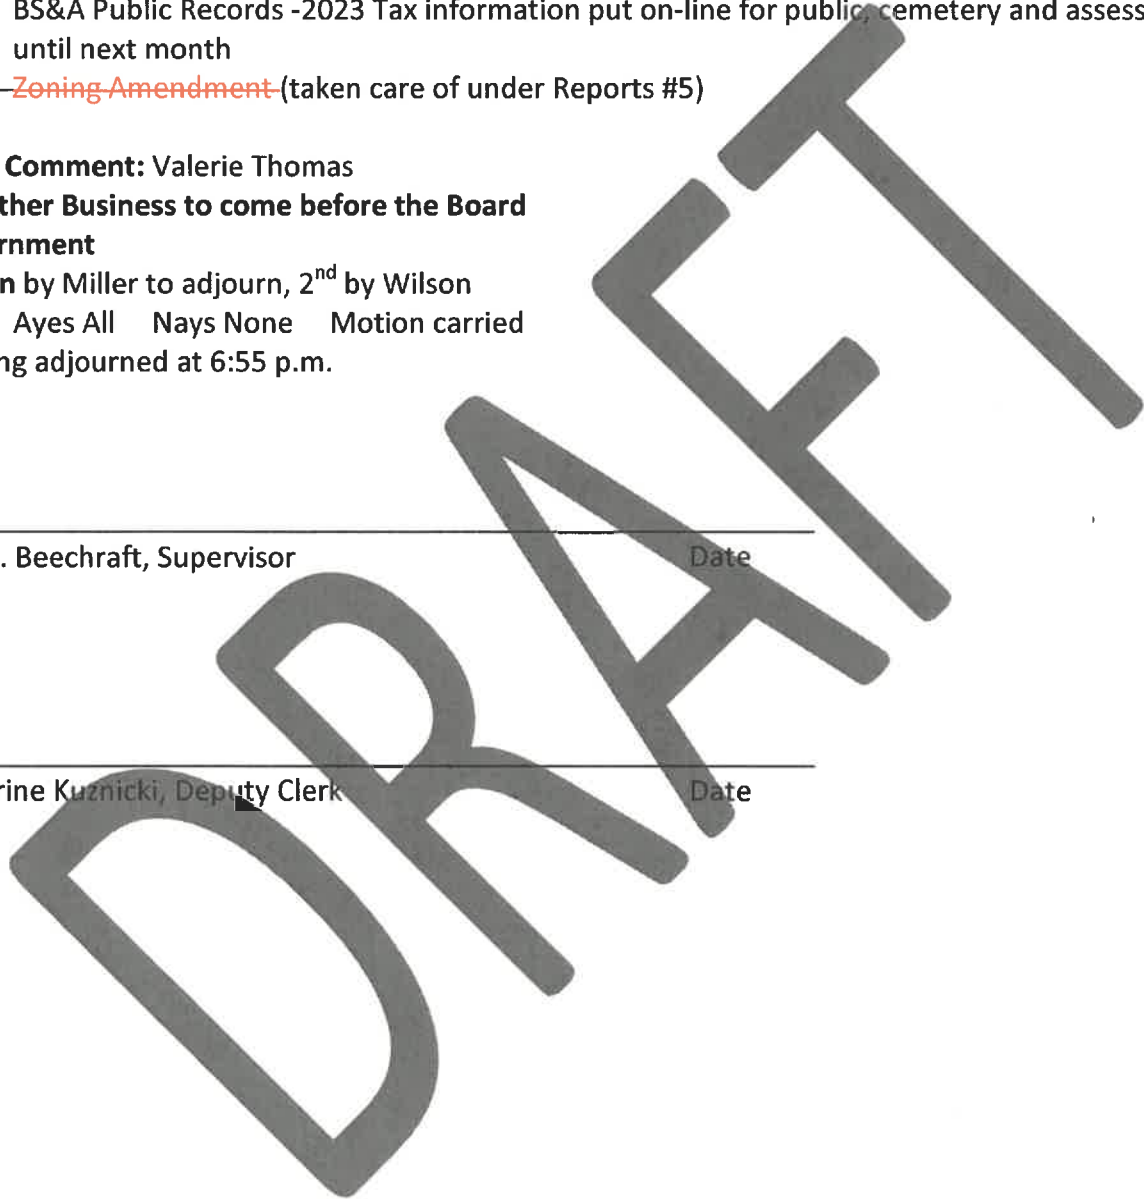 BS&A Public Records -2023 Tax information put on-line for public, cemetery and assess
until next month
Zoning Amendment (taken care of under Reports #5)
Comment: Valerie Thomas
ther Business to come before the Board
rnment
n by Miller to adjourn, 2nd by Wilson
Ayes All Nays None Motion carried
ng adjourned at 6:55 p.m.
. Beechraft, Supervisor Date
rine Kuznicki, Deputy Clerk Date
DRAFT